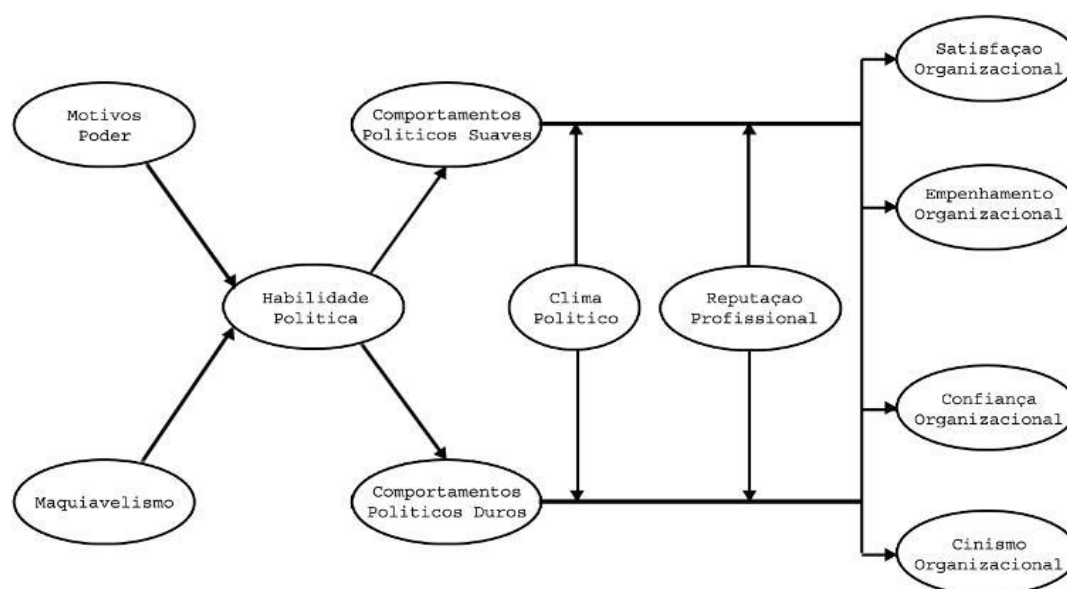 Satisfaçao
Organizacional
Motivos
Poder
Comportamentos
Politicos Suaves
Empenhamento
Organizacional
Habilidade
Politica
Clima
Politico
Reputaçao
Profissional
Confiança
Organizacional
Maquiavelismo
Comportamentos
Politicos Duros
Cinismo
Organizacional